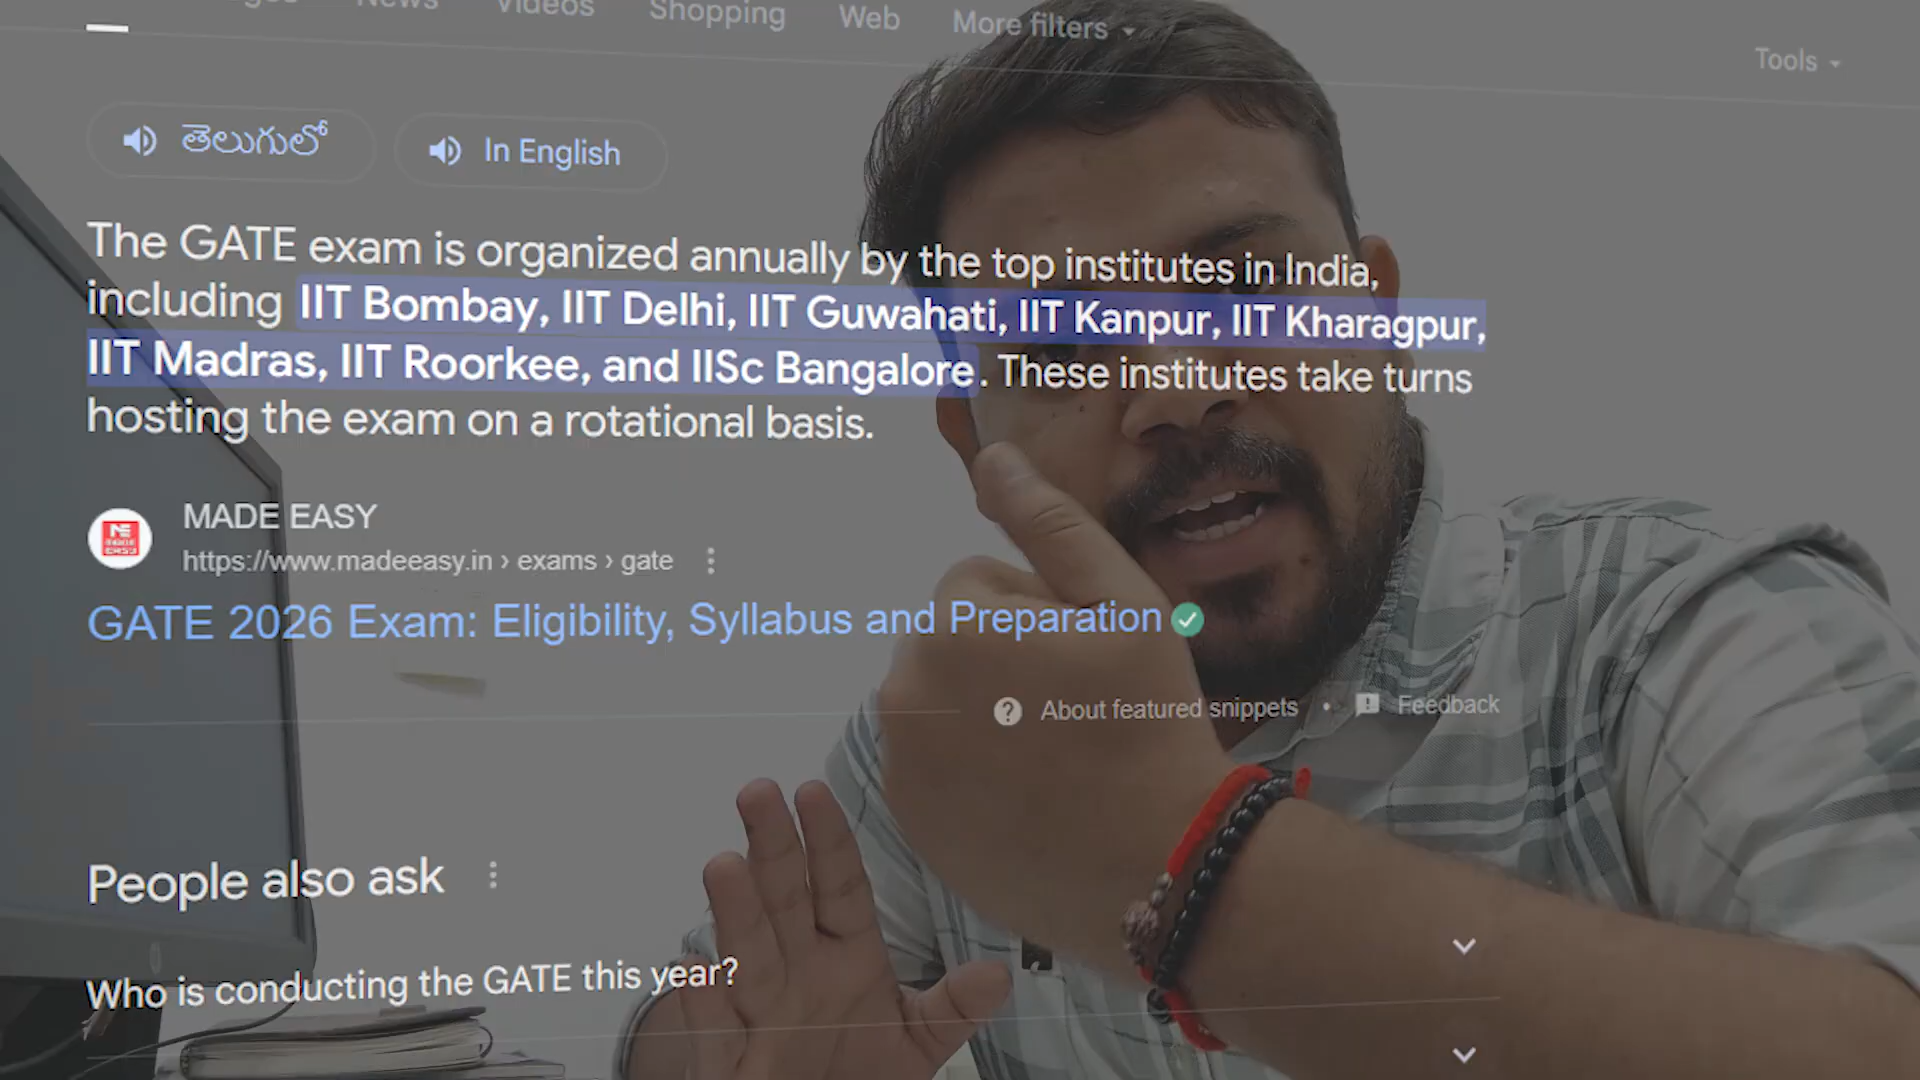 News Videos Shopping Web More filters
Tools
తెలుగులో In English
The GATE exam is organized annually by the top institutes in India,
including IIT Bombay, IIT Delhi, IIT Guwahati, IIT Kanpur, IIT Kharagpur,
IIT Madras, IIT Roorkee, and IISc Bangalore. These institutes take turns
hosting the exam on a rotational basis.
MADE EASY
https://www.madeeasy.in › exams › gate
GATE 2026 Exam: Eligibility, Syllabus and Preparation
About featured snippets • Feedback
People also ask
Who is conducting the GATE this year?